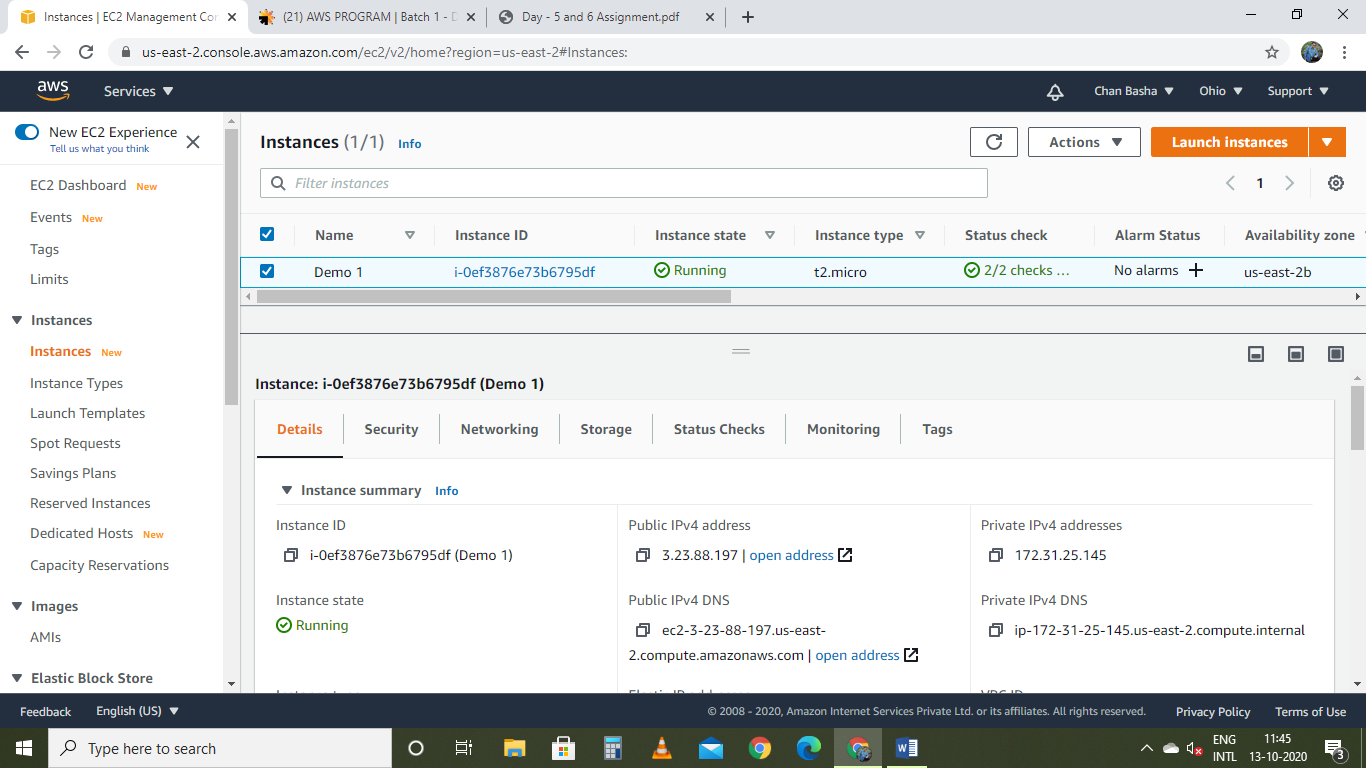 Instances | EC2 Management Con
(21) AWS PROGRAM | Batch 1 - D
Day - 5 and 6 Assignment.pdf
us-east-2.console.aws.amazon.com/ec2/v2/home?region=us-east-2#Instances:
aws
Services
Chan Basha
Ohio
Support
New EC2 Experience
Tell us what you think
EC2 Dashboard New
Events New
Tags
Limits
Instances
Instances New
Instance Types
Launch Templates
Spot Requests
Savings Plans
Reserved Instances
Dedicated Hosts New
Capacity Reservations
Images
AMIs
Elastic Block Store
Instances (1/1) Info
Actions
Launch instances
Filter instances
1
Name Instance ID Instance state Instance type Status check Alarm Status Availability zone
Demo 1 i-0ef3876e73b6795df Running t2.micro 2/2 checks ... No alarms + us-east-2b
Instance: i-0ef3876e73b6795df (Demo 1)
Details Security Networking Storage Status Checks Monitoring Tags
Instance summary Info
Instance ID
i-0ef3876e73b6795df (Demo 1)
Public IPv4 address
3.23.88.197 | open address
Private IPv4 addresses
172.31.25.145
Instance state
Running
Public IPv4 DNS
ec2-3-23-88-197.us-east-
2.compute.amazonaws.com | open address
Private IPv4 DNS
ip-172-31-25-145.us-east-2.compute.internal
Feedback
English (US)
© 2008 - 2020, Amazon Internet Services Private Ltd. or its affiliates. All rights reserved.
Privacy Policy
Terms of Use
Type here to search
ENG
INTL
11:45
13-10-2020
3